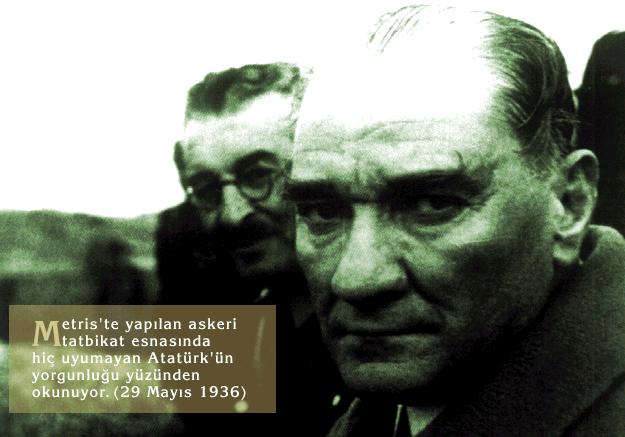 Metris'te yapılan askeri
tatbikat esnasında
hiç uyumayan Atatürk'ün
yorgunluğu yüzünden
okunuyor. (29 Mayıs 1936)